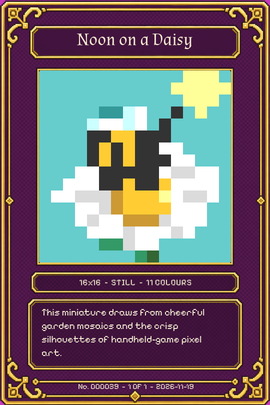 Noon on a Daisy
16x16 - STILL - 11 COLOURS
This miniature draws from cheerful
garden mosaics and the crisp
silhouettes of handheld-game pixel
art.
No. 000039 - 1 OF 1 - 2026-11-19